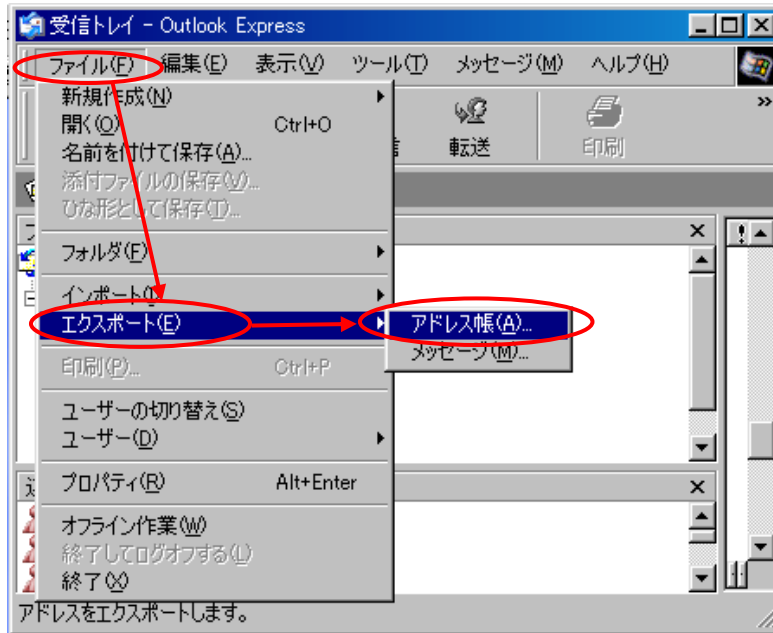 受信トレイ - Outlook Express
ファイル(F) 編集(E) 表示(V) ツール(T) メッセージ(M) ヘルプ(H)
新規作成(N)
開く(O) Ctrl+O
名前を付けて保存(A)...
添付ファイルの保存(V)...
ひな形として保存(T)...
転送
印刷
フォルダ(F)
インポート(I)
エクスポート(E)
アドレス帳(A)...
メッセージ(M)...
印刷(P)... Ctrl+P
ユーザーの切り替え(S)
ユーザー(D)
プロパティ(R) Alt+Enter
オフライン作業(W)
終了してログオフする(L)
終了(X)
アドレスをエクスポートします。